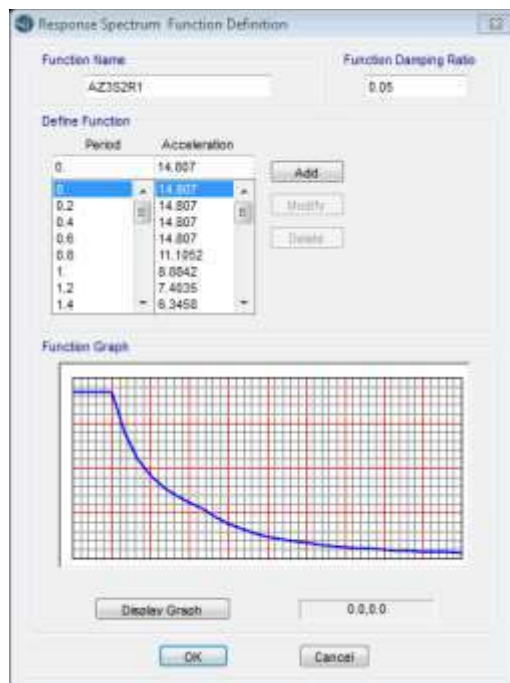 Response Spectrum Function Definition
Function Name
Function Damping Ratio
AZ3S2R1
0.05
Define Function
Period Acceleration
0. 14.807
Add
0. 14.807
0.2 14.807
Modify
0.4 14.807
0.6 14.807
Delete
0.8 11.1052
1. 8.8842
1.2 7.4035
1.4 6.3458
Function Graph
Display Graph
0.0,0.0
OK
Cancel